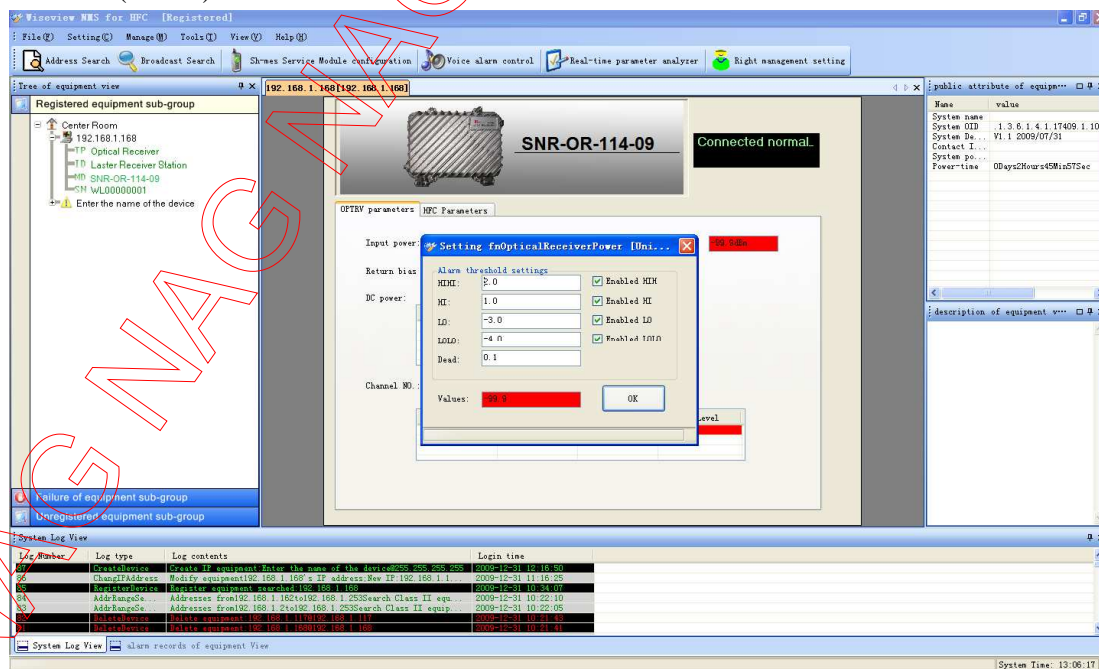 Wiseview NMS for HFC [Registered]
File(F) Setting(C) Manage(M) Tools(T) View(V) Help(H)
Address Search Broadcast Search Sh-mes Service Module configuration Voice alarm control Real-time parameter analyzer Right management setting
Tree of equipment view
Registered equipment sub-group
Center Room
192.168.1.168
TP Optical Receiver
ID Laster Receiver Station
MD SNR-OR-114-09
SN WL00000001
Enter the name of the device
Failure of equipment sub-group
Unregistered equipment sub-group
192.168.1.168[192.168.1.168]
SNR-OR-114-09
Connected normal.
OPTRV parameters HFC Parameters
Input power: -99.9dBm
Return bias
DC power:
Channel NO.:
Level
Setting fnOpticalReceiverPower [Uni...
Alarm threshold settings
HIHI: 2.0 Enabled HIH
HI: 1.0 Enabled HI
LO: -3.0 Enabled LO
LOLO: -4.0 Enabled LOLO
Dead: 0.1
Values: -99.9 OK
public attribute of equipm...
Name value
System name
System OID .1.3.6.1.4.1.17409.1.10
System De... V1.1 2009/07/31
Contact I...
System po...
Power-time 0Days2Hours45Min57Sec
description of equipment v...
System Log View
Log Number Log type Log contents Login time
87 CreateDevice Create IP equipment:Enter the name of the device@255.255.255.255 2009-12-31 12:16:50
86 ChangIPAddress Modify equipment192.168.1.168's IP address:New IP:192.168.1.1... 2009-12-31 11:16:25
85 RegisterDevice Register equipment searched:192.168.1.168 2009-12-31 10:34:07
84 AddrRangeSe... Addresses from192.168.1.162to192.168.1.253Search Class II equ... 2009-12-31 10:22:10
83 AddrRangeSe... Addresses from192.168.1.2to192.168.1.253Search Class II equip... 2009-12-31 10:22:05
82 DeleteDevice Delete equipment:192.168.1.117@192.168.1.117 2009-12-31 10:21:43
81 DeleteDevice Delete equipment:192.168.1.168@192.168.1.168 2009-12-31 10:21:41
System Log View alarm records of equipment View
System Time: 13:06:17
NAG NAG
NAG